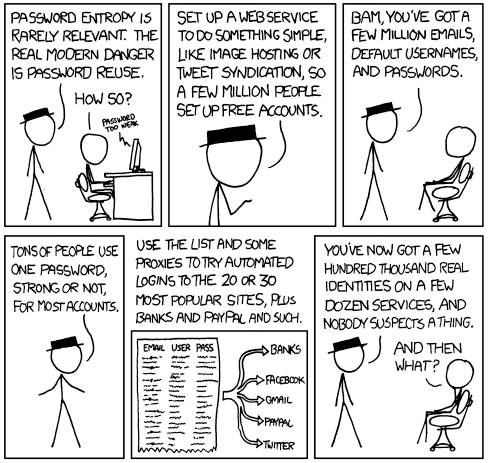 PASSWORD ENTROPY IS
RARELY RELEVANT. THE
REAL MODERN DANGER
IS PASSWORD REUSE.
HOW SO?
PASSWORD
TOO WEAK
SET UP A WEB SERVICE
TO DO SOMETHING SIMPLE,
LIKE IMAGE HOSTING OR
TWEET SYNDICATION, SO
A FEW MILLION PEOPLE
SET UP FREE ACCOUNTS.
BAM, YOU'VE GOT A
FEW MILLION EMAILS,
DEFAULT USERNAMES,
AND PASSWORDS.
TONS OF PEOPLE USE
ONE PASSWORD,
STRONG OR NOT,
FOR MOST ACCOUNTS.
USE THE LIST AND SOME
PROXIES TO TRY AUTOMATED
LOGINS TO THE 20 OR 30
MOST POPULAR SITES, PLUS
BANKS AND PAYPAL AND SUCH.
EMAIL USER PASS
BANKS
FACEBOOK
GMAIL
PAYPAL
TWITTER
YOU'VE NOW GOT A FEW
HUNDRED THOUSAND REAL
IDENTITIES ON A FEW
DOZEN SERVICES, AND
NOBODY SUSPECTS A THING.
AND THEN
WHAT?